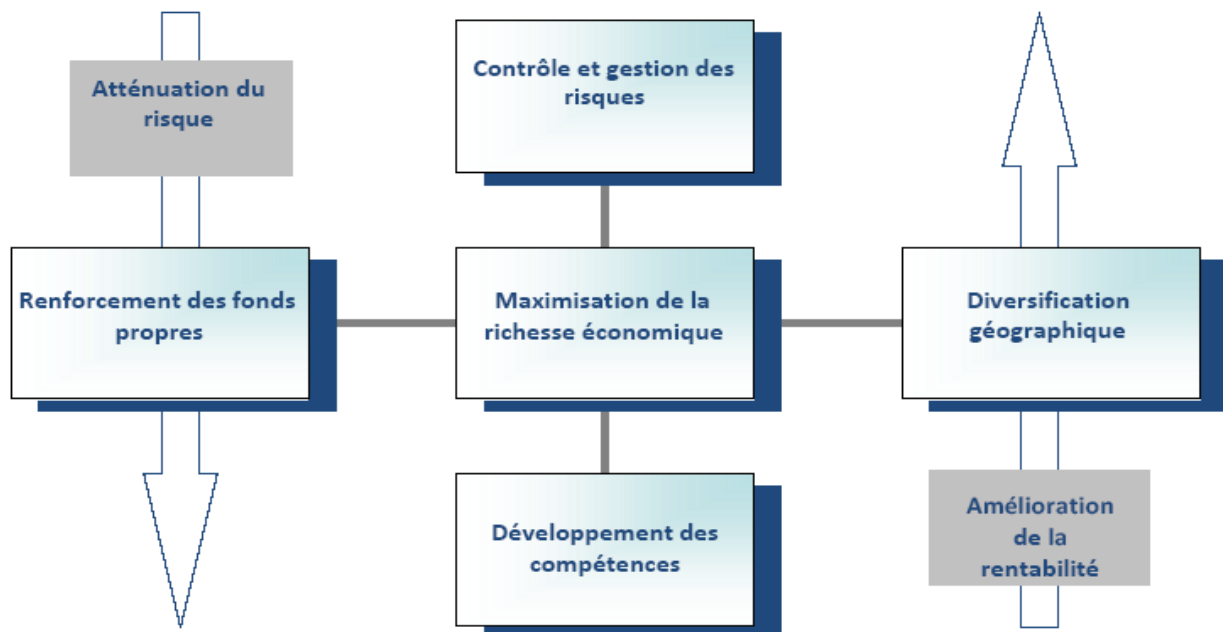 Atténuation du
risque
Contrôle et gestion des
risques
Renforcement des fonds
propres
Maximisation de la
richesse économique
Diversification
géographique
Développement des
compétences
Amélioration
de la
rentabilité